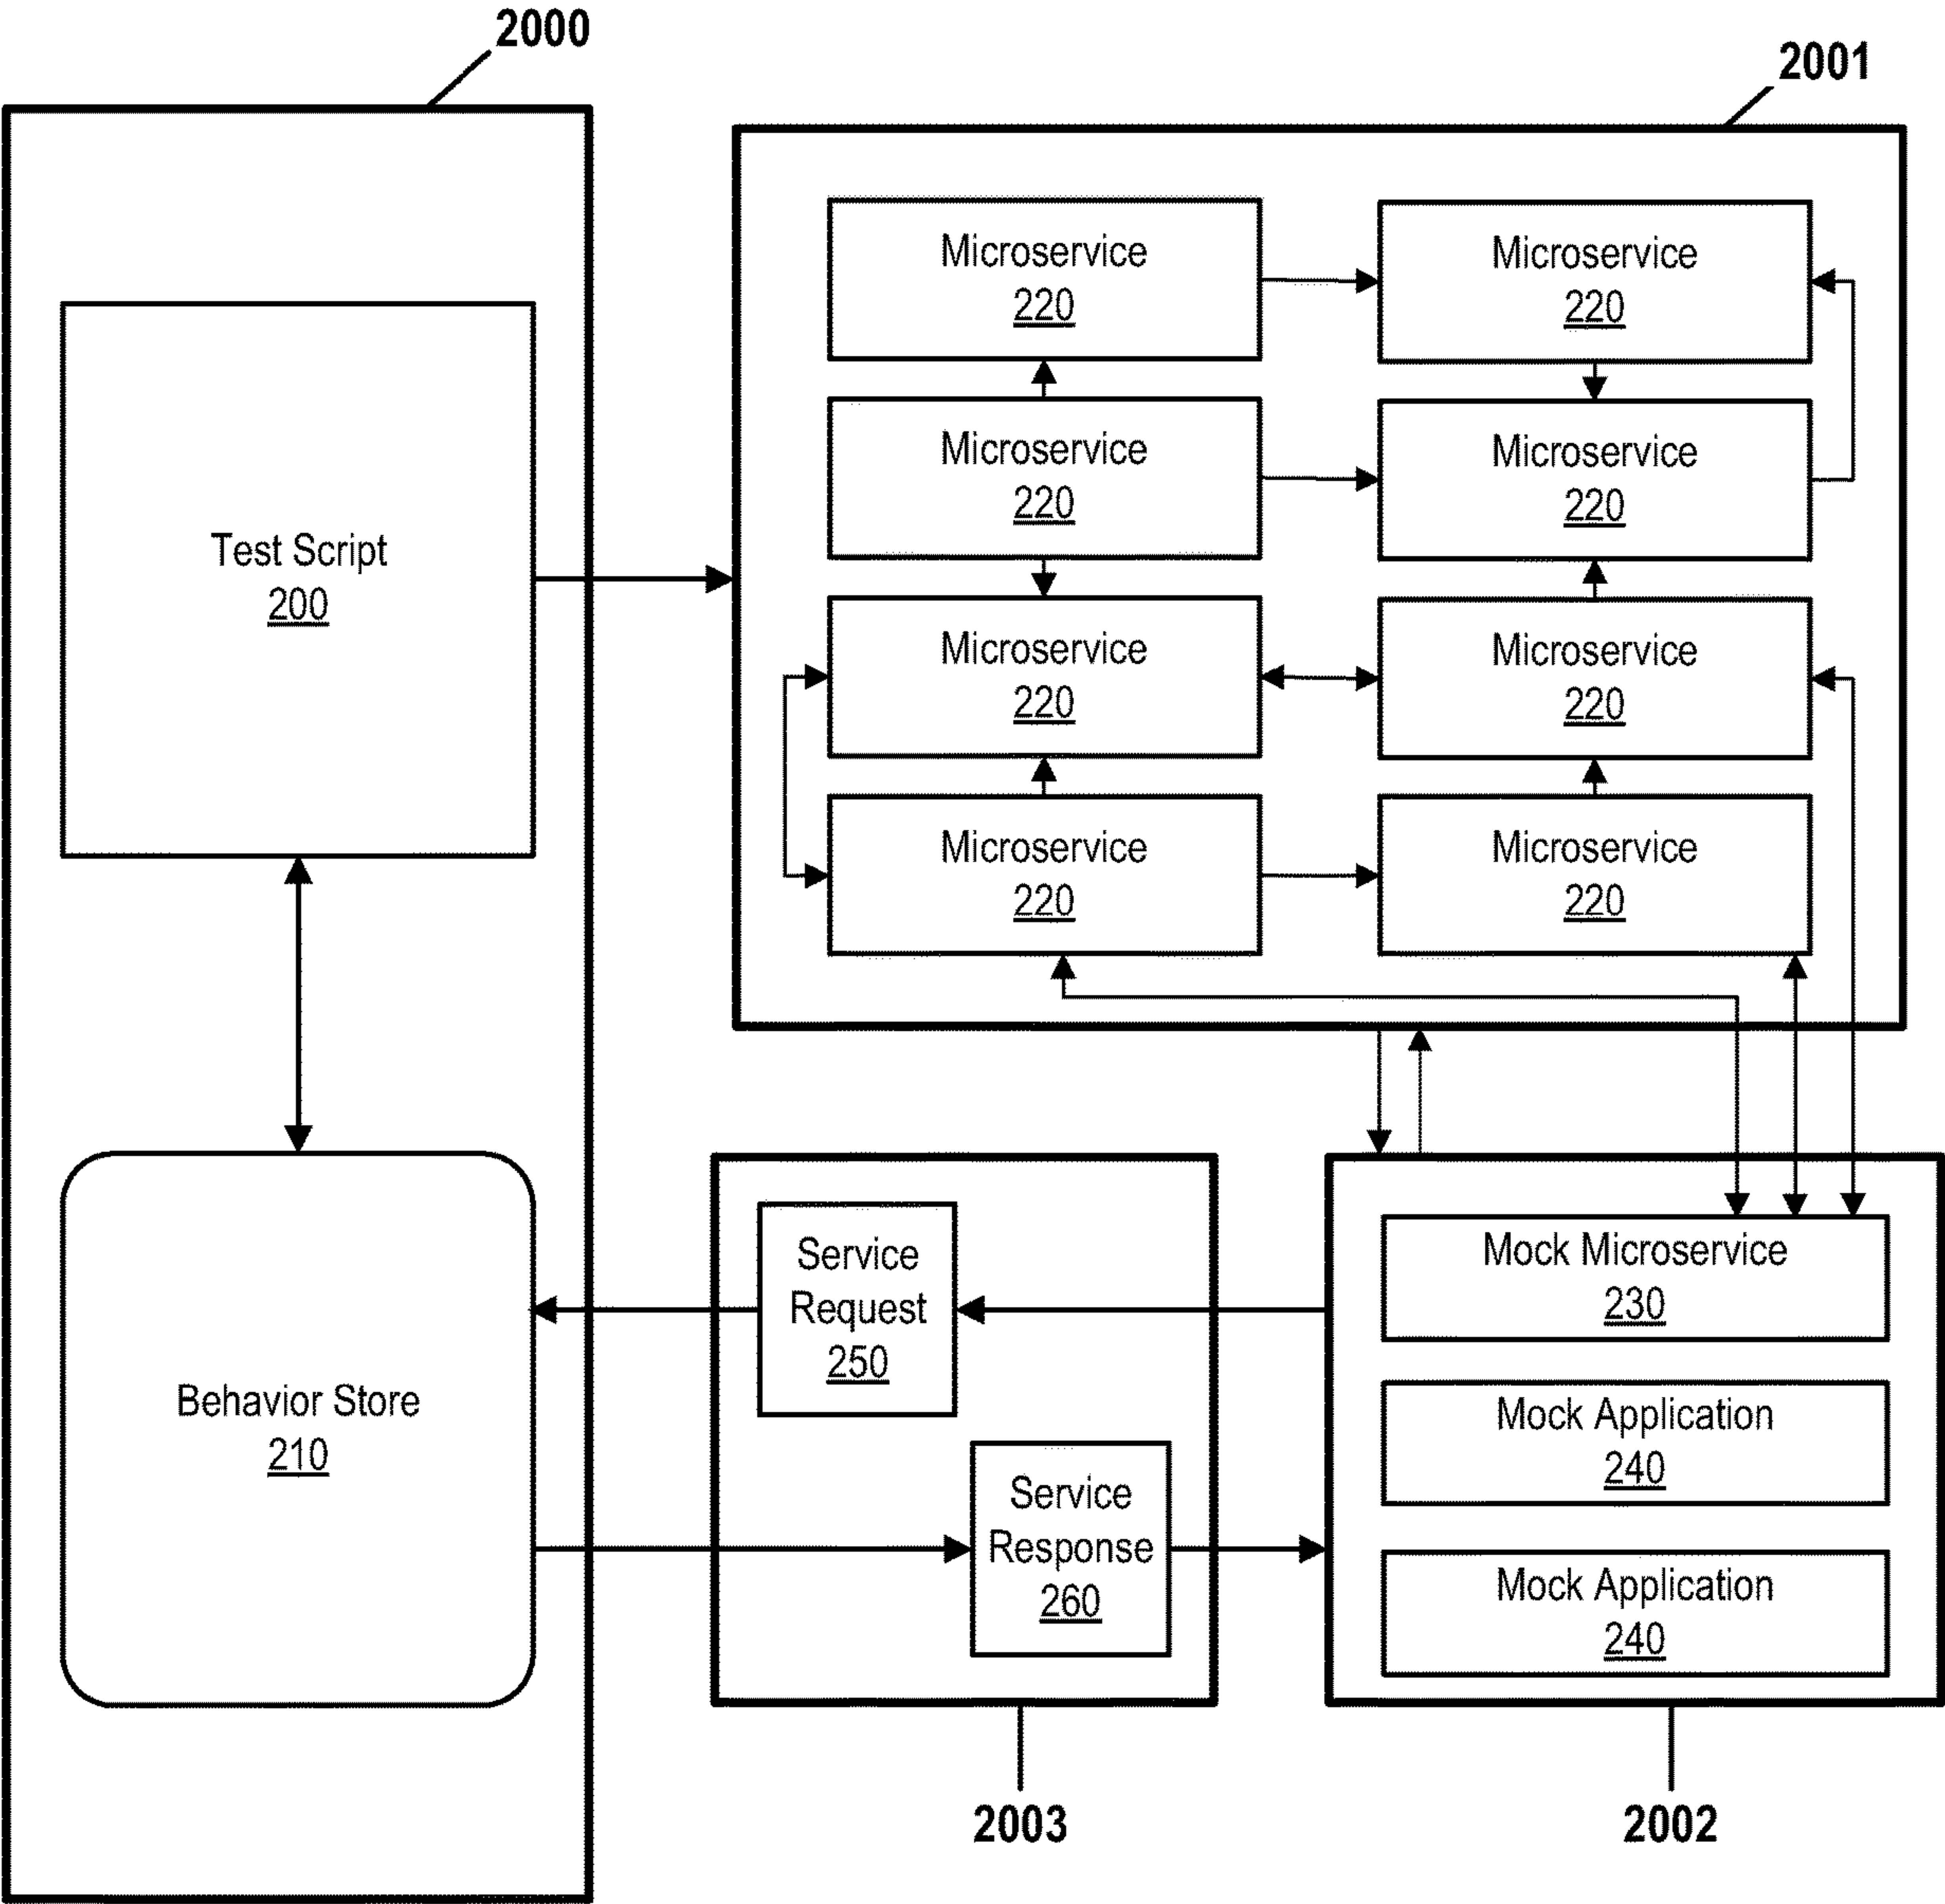 2000
2001
Microservice
220
Microservice
220
Microservice
220
Microservice
220
Test Script
200
Microservice
220
Microservice
220
Microservice
220
Microservice
220
Service
Request
250
Mock Microservice
230
Behavior Store
210
Mock Application
240
Service
Response
260
Mock Application
240
2003
2002